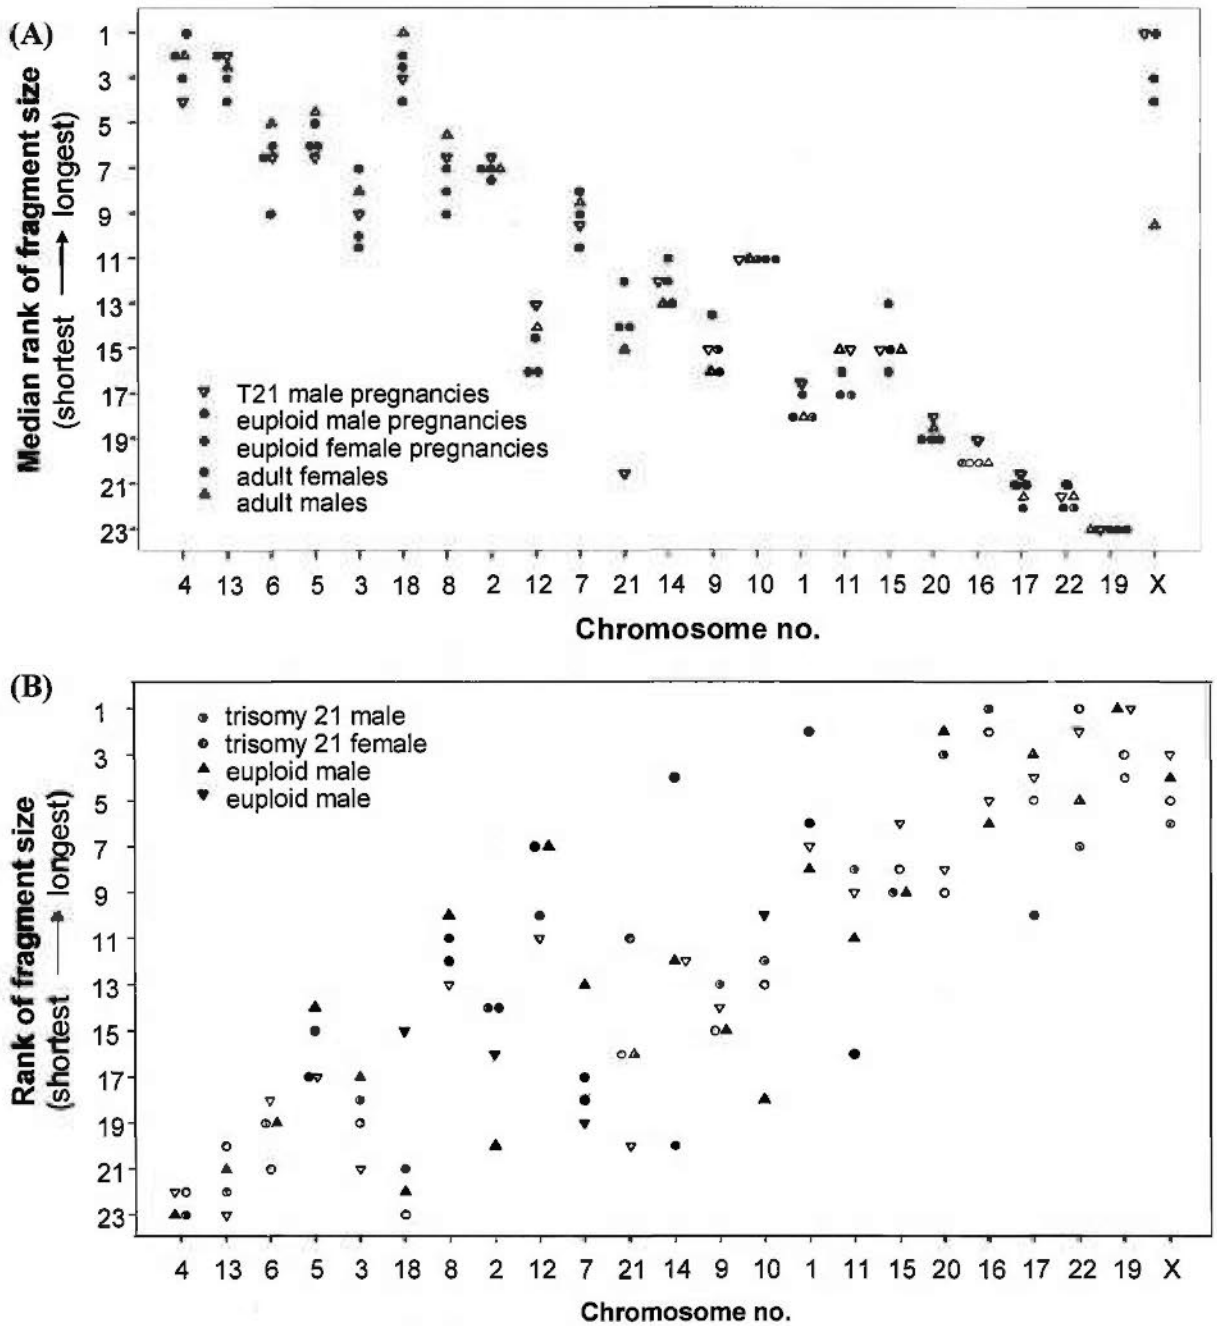 (A)
Median rank of fragment size
(shortest → longest)
1
3
5
7
9
11
13
15
17
19
21
23
T21 male pregnancies
euploid male pregnancies
euploid female pregnancies
adult females
adult males
4 13 6 5 3 18 8 2 12 7 21 14 9 10 1 11 15 20 16 17 22 19 X
Chromosome no.
(B)
Rank of fragment size
(shortest → longest)
1
3
5
7
9
11
13
15
17
19
21
23
trisomy 21 male
trisomy 21 female
euploid male
euploid male
4 13 6 5 3 18 8 2 12 7 21 14 9 10 1 11 15 20 16 17 22 19 X
Chromosome no.